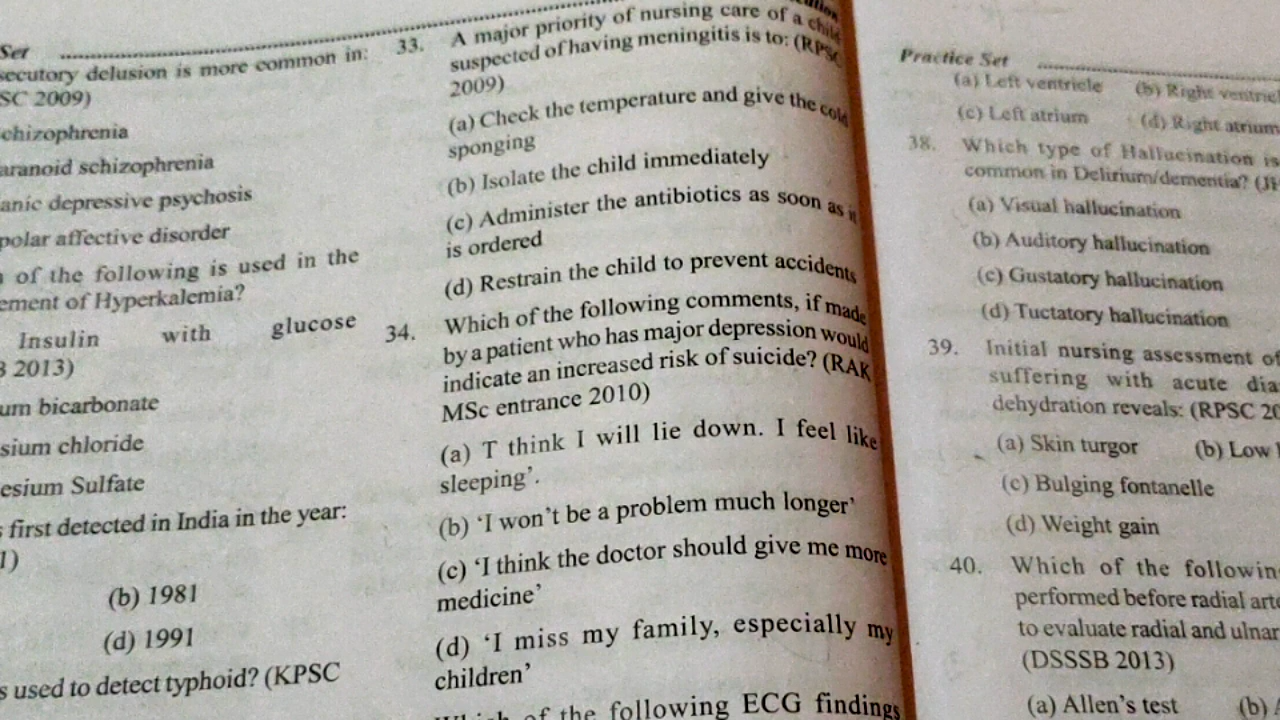 Set
secutory delusion is more common in:
SC 2009)
chizophrenia
aranoid schizophrenia
anic depressive psychosis
polar affective disorder
of the following is used in the
ement of Hyperkalemia?
Insulin with glucose
3 2013)
um bicarbonate
sium chloride
esium Sulfate
first detected in India in the year:
1)
(b) 1981
(d) 1991
s used to detect typhoid? (KPSC
33. A major priority of nursing care of a child
suspected of having meningitis is to: (RPSC
2009)
(a) Check the temperature and give the cold
sponging
(b) Isolate the child immediately
(c) Administer the antibiotics as soon as it
is ordered
(d) Restrain the child to prevent accidents
34. Which of the following comments, if made
by a patient who has major depression would
indicate an increased risk of suicide? (RAK
MSc entrance 2010)
(a) T think I will lie down. I feel like
sleeping’.
(b) ‘I won’t be a problem much longer’
(c) ‘I think the doctor should give me more
medicine’
(d) ‘I miss my family, especially my
children’
of the following ECG findings
Practice Set
(a) Left ventricle (b) Right ventricl
(c) Left atrium (d) Right atrium
38. Which type of Hallucination is
common in Delirium/dementia? (J
(a) Visual hallucination
(b) Auditory hallucination
(c) Gustatory hallucination
(d) Tuctatory hallucination
39. Initial nursing assessment of
suffering with acute dia
dehydration reveals: (RPSC 20
(a) Skin turgor (b) Low
(c) Bulging fontanelle
(d) Weight gain
40. Which of the followin
performed before radial arte
to evaluate radial and ulnar
(DSSSB 2013)
(a) Allen’s test (b)